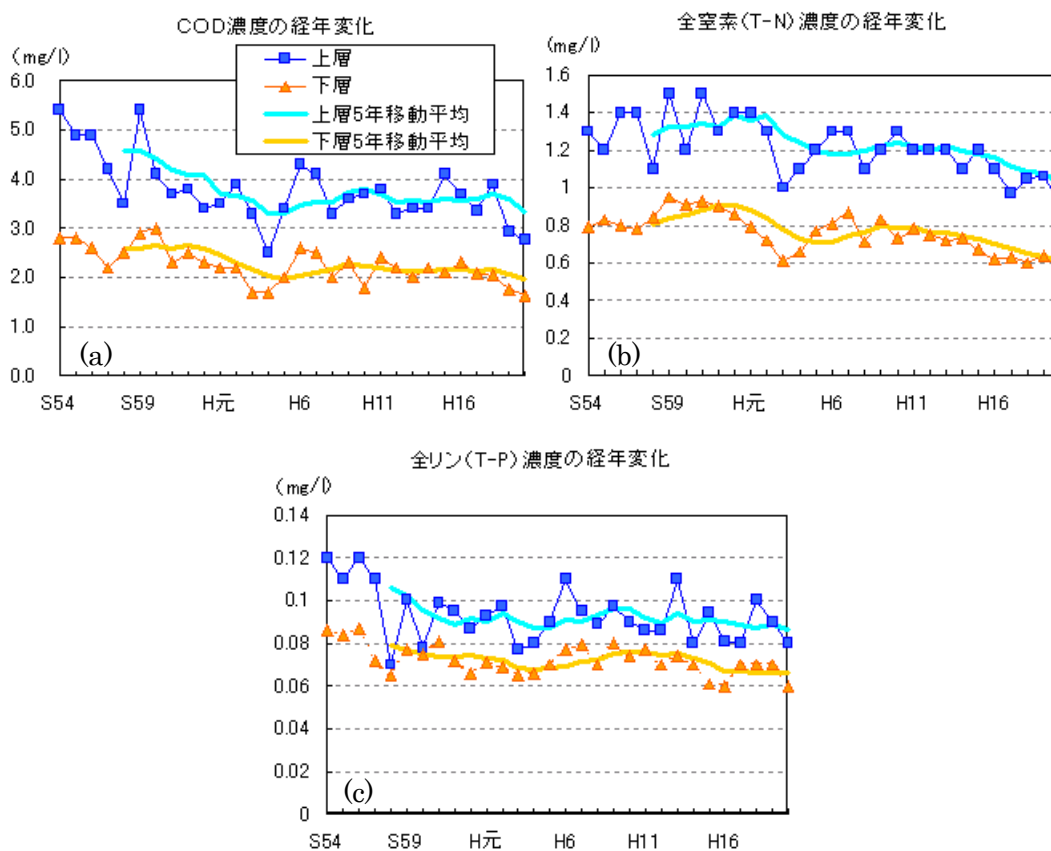 COD濃度の経年変化
(mg/l)
上層
下層
上層5年移動平均
下層5年移動平均
6.0
5.0
4.0
3.0
2.0
1.0
0.0
(a)
S54 S59 H元 H6 H11 H16
全窒素(T-N)濃度の経年変化
(mg/l)
1.6
1.4
1.2
1
0.8
0.6
0.4
0.2
0
(b)
S54 S59 H元 H6 H11 H16
全リン(T-P)濃度の経年変化
(mg/l)
0.14
0.12
0.1
0.08
0.06
0.04
0.02
0
(c)
S54 S59 H元 H6 H11 H16